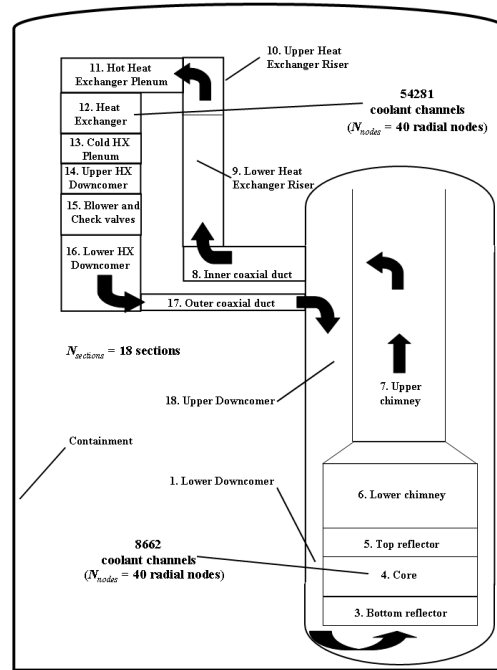 10. Upper Heat
Exchanger Riser
11. Hot Heat
Exchanger Plenum
54281
coolant channels
(N_nodes = 40 radial nodes)
12. Heat
Exchanger
13. Cold HX
Plenum
14. Upper HX
Downcomer
9. Lower Heat
Exchanger Riser
15. Blower and
Check valves
16. Lower HX
Downcomer
8. Inner coaxial duct
17. Outer coaxial duct
N_sections = 18 sections
7. Upper
chimney
18. Upper Downcomer
Containment
1. Lower Downcomer
6. Lower chimney
5. Top reflector
8662
coolant channels
(N_nodes = 40 radial nodes)
4. Core
3. Bottom reflector